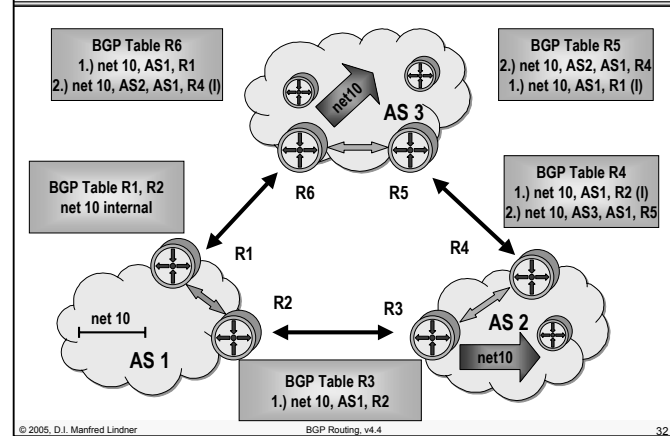 BGP Table R6
1.) net 10, AS1, R1
2.) net 10, AS2, AS1, R4 (I)
BGP Table R5
2.) net 10, AS2, AS1, R4
1.) net 10, AS1, R1 (I)
net10
AS 3
R6
R5
BGP Table R4
1.) net 10, AS1, R2 (I)
2.) net 10, AS3, AS1, R5
BGP Table R1, R2
net 10 internal
R1
R4
R2
R3
net 10
AS 1
AS 2
net10
BGP Table R3
1.) net 10, AS1, R2
© 2005, D.I. Manfred Lindner
BGP Routing, v4.4
32